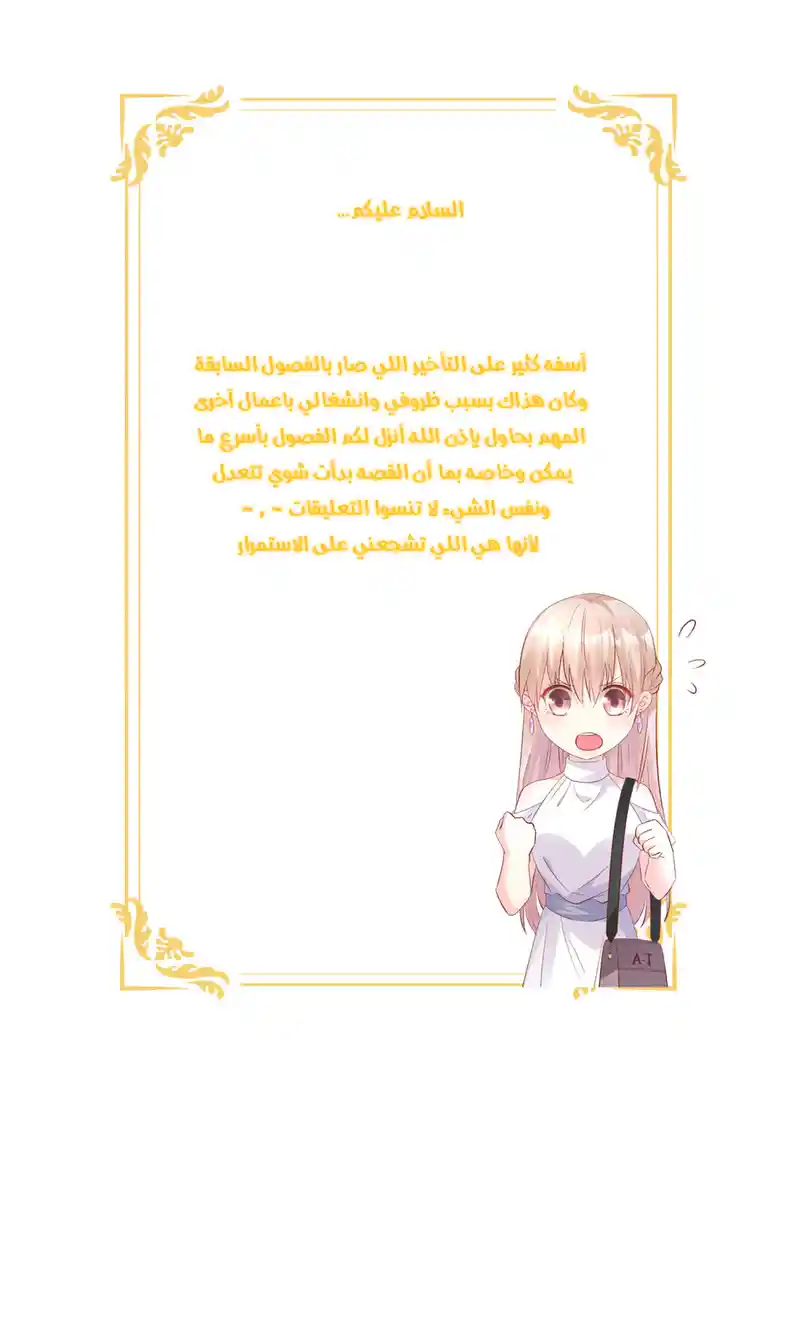 السلام عليكم...
آسفه كثير على التأخير اللي صار بالفصول السابقة
وكان هذاك بسبب ظروفي وانشغالي باعمال آخرى
المهم بحاول ياذن الله أنزل لكم الفصول بأسرع ما
يمكن وخاصه بما أن القصه بدأت شوي تتعدل
ونفس الشيء لا تنسوا التعليقات ~ , ~
لأنها هي اللي تشجعني على الاستمرار
A-T